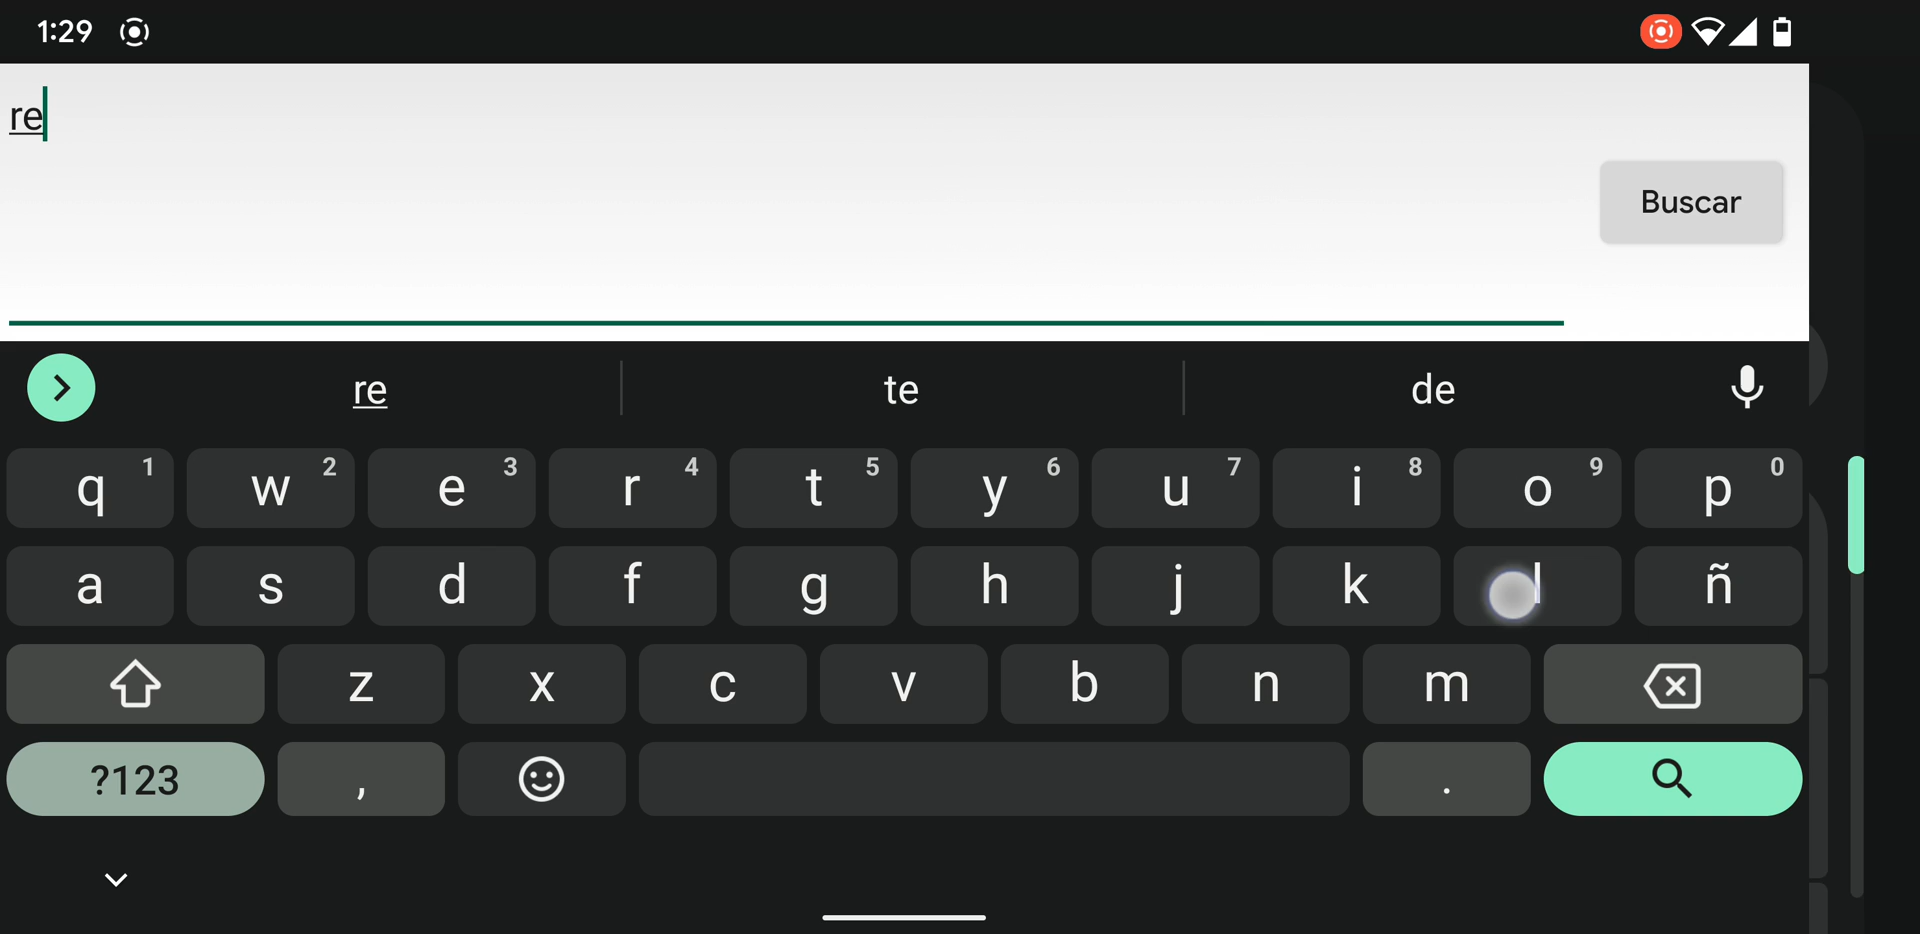 1:29
re
Buscar
re te de
q 1 w 2 e 3 r 4 t 5 y 6 u 7 i 8 o 9 p 0
a s d f g h j k l ñ
z x c v b n m
?123 , .